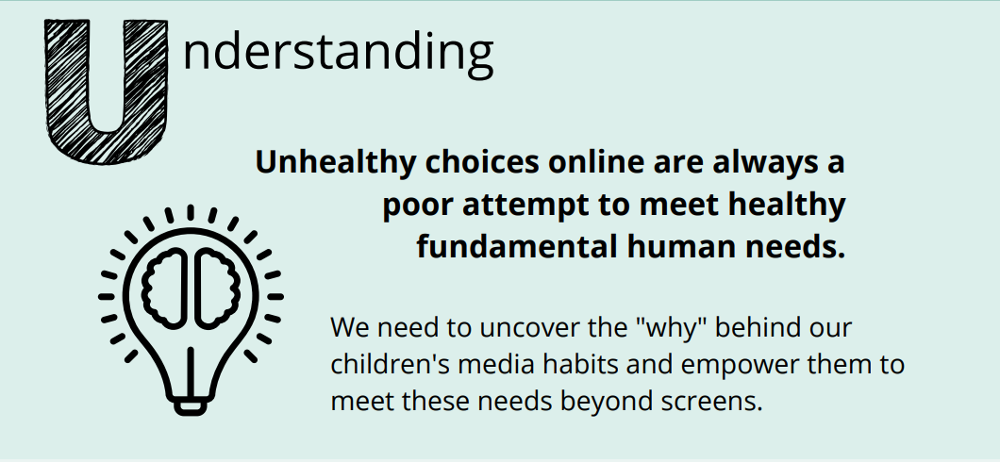 Understanding
Unhealthy choices online are always a
poor attempt to meet healthy
fundamental human needs.
We need to uncover the "why" behind our
children's media habits and empower them to
meet these needs beyond screens.